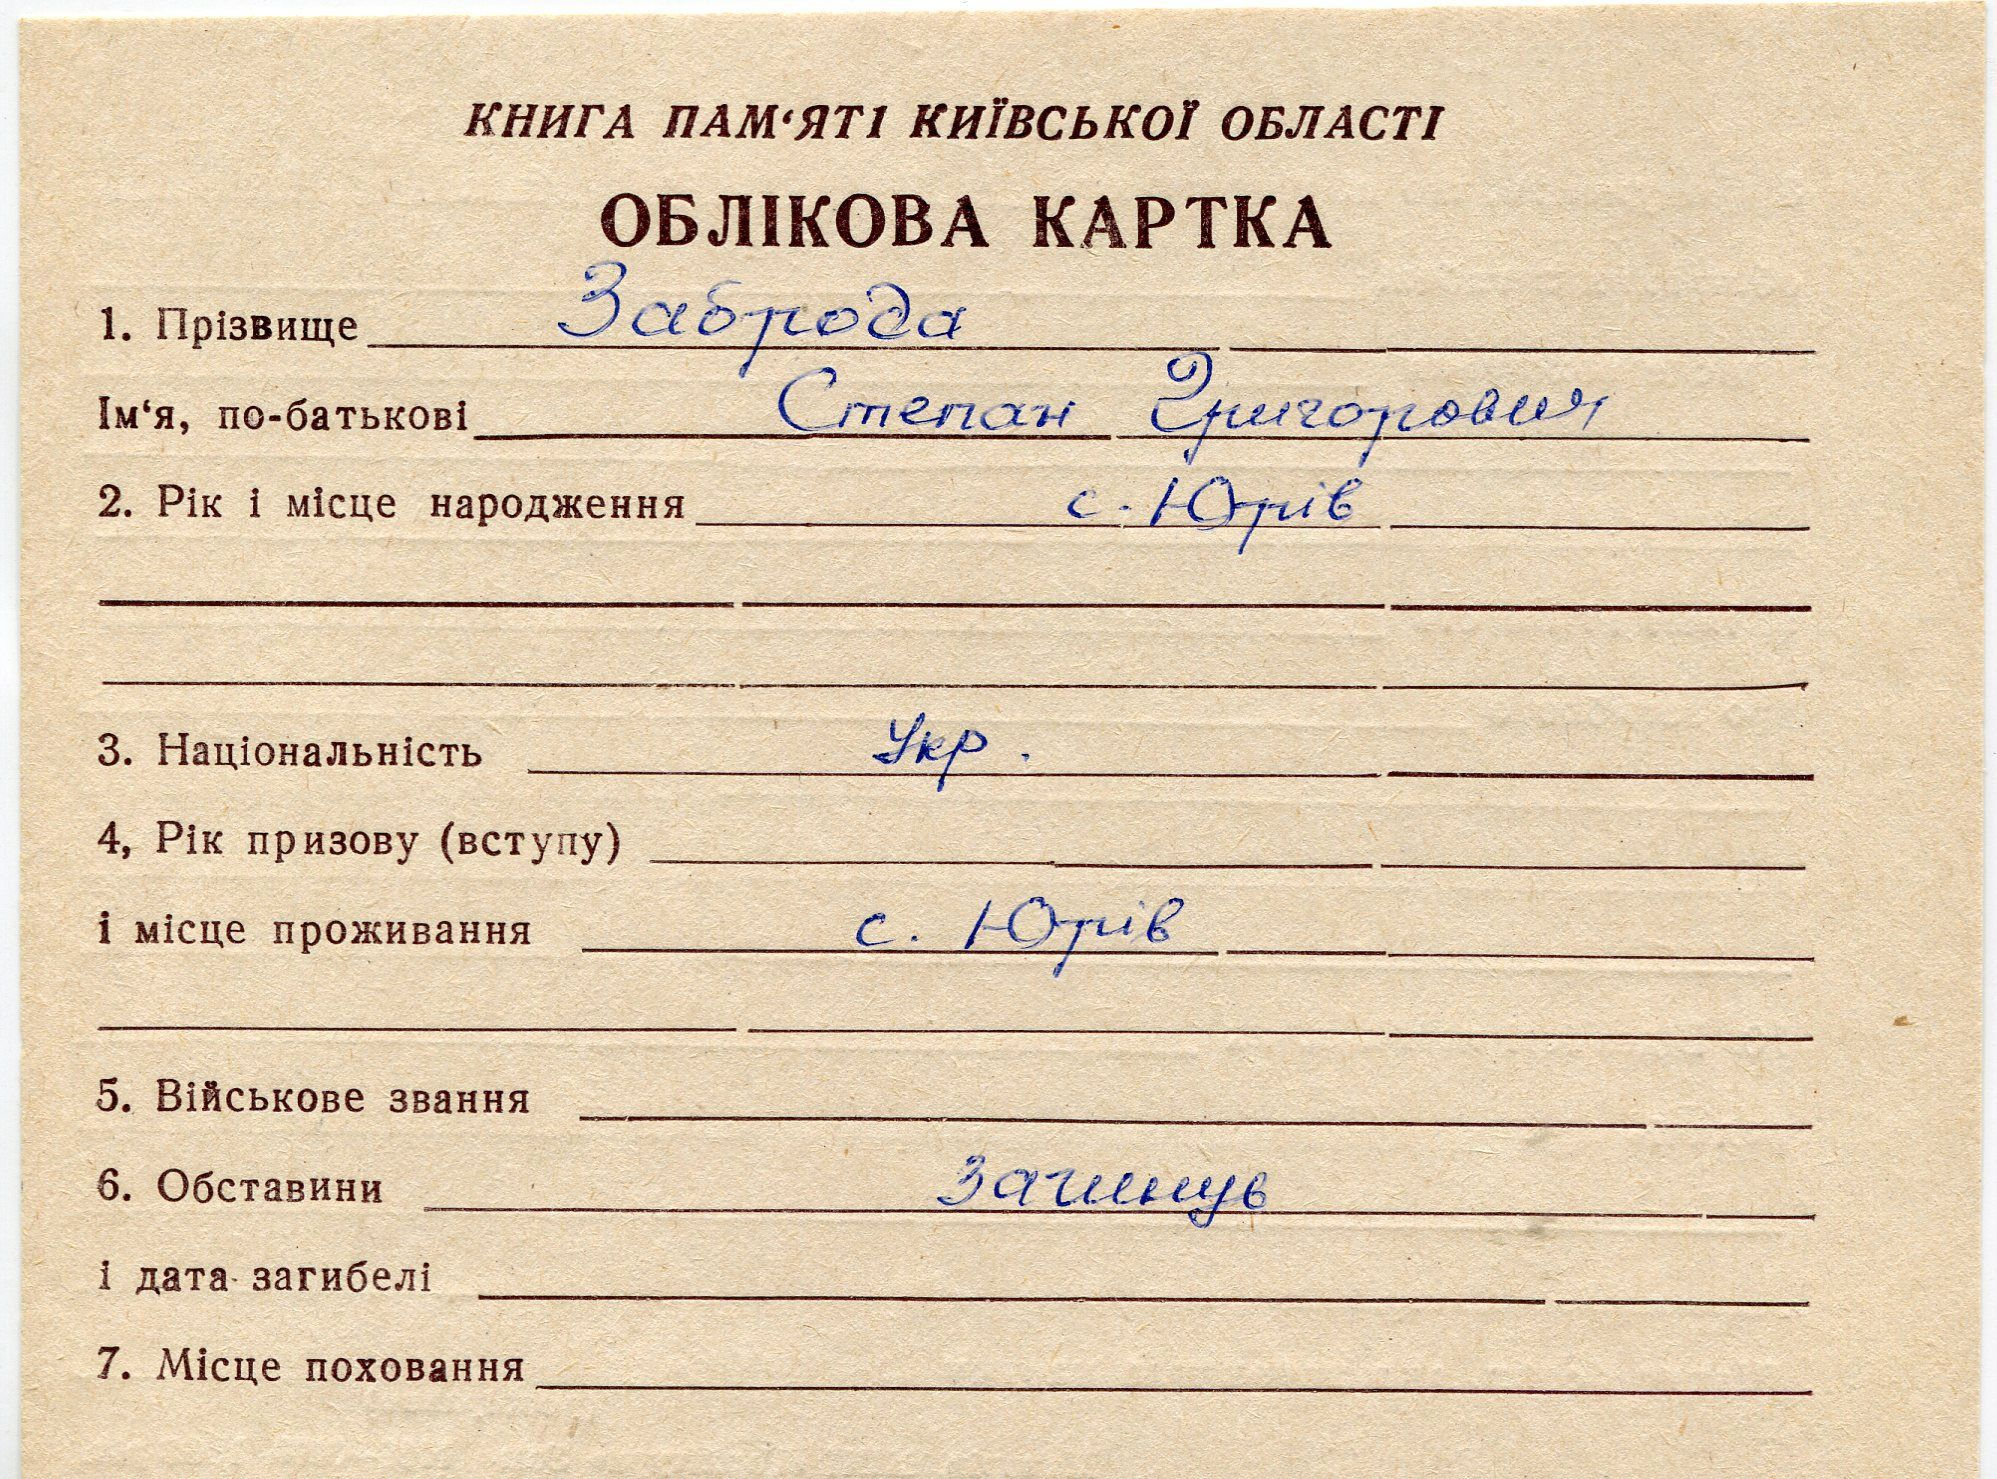 КНИГА ПАМ‘ЯТІ КИЇВСЬКОЇ ОБЛАСТІ
ОБЛІКОВА КАРТКА
1. Прізвище Заброда
Ім‘я, по-батькові Степан Григорович
2. Рік і місце народження с. Юрів
3. Національність Укр.
4, Рік призову (вступу)
і місце проживання с. Юрів
5. Військове звання
6. Обставини Загинув
і дата загибелі
7. Місце поховання